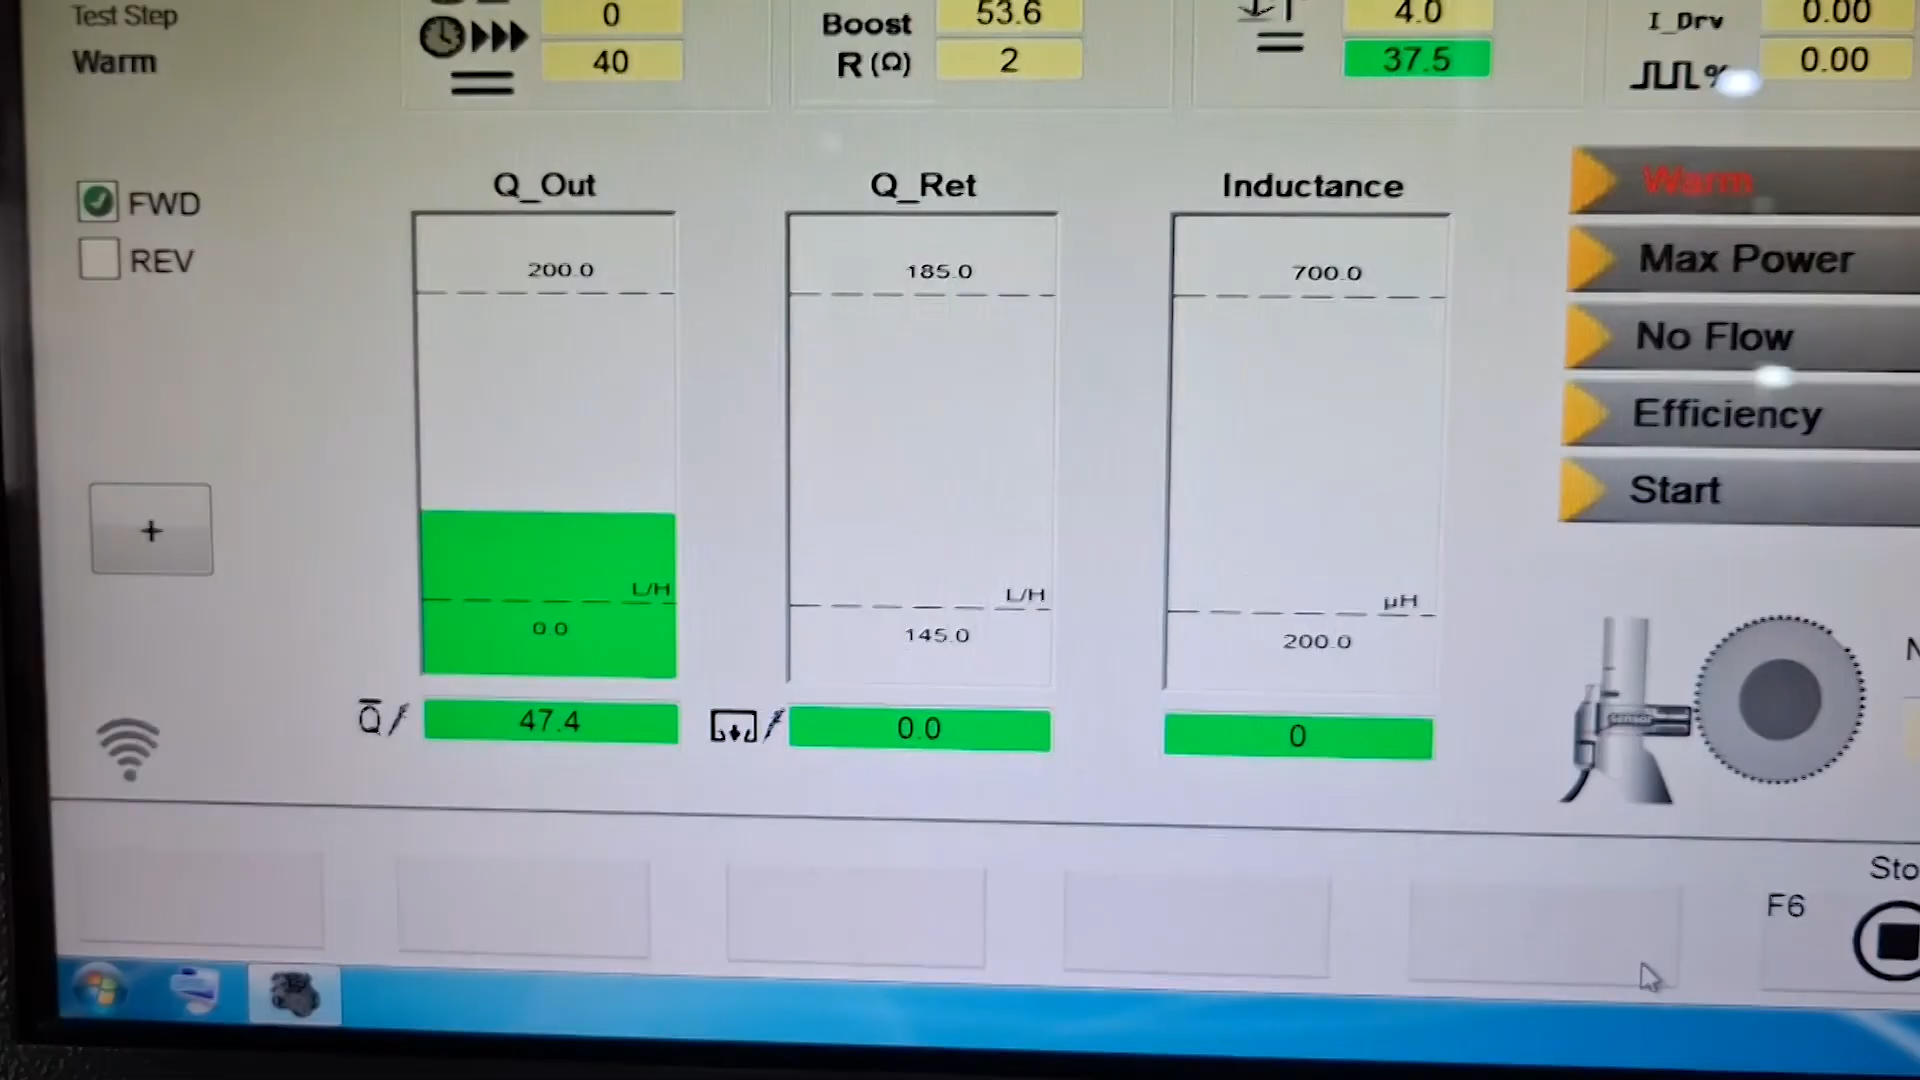 Test Step
Warm
0
40
Boost
53.6
R (Ω)
2
4.0
37.5
I_Drv
0.00
%
0.00
FWD
REV
+
Q_Out
200.0
L/H
0.0
Q /
47.4
Q_Ret
185.0
L/H
145.0
/
0.0
Inductance
700.0
µH
200.0
0
Warm
Max Power
No Flow
Efficiency
Start
sensor
F6